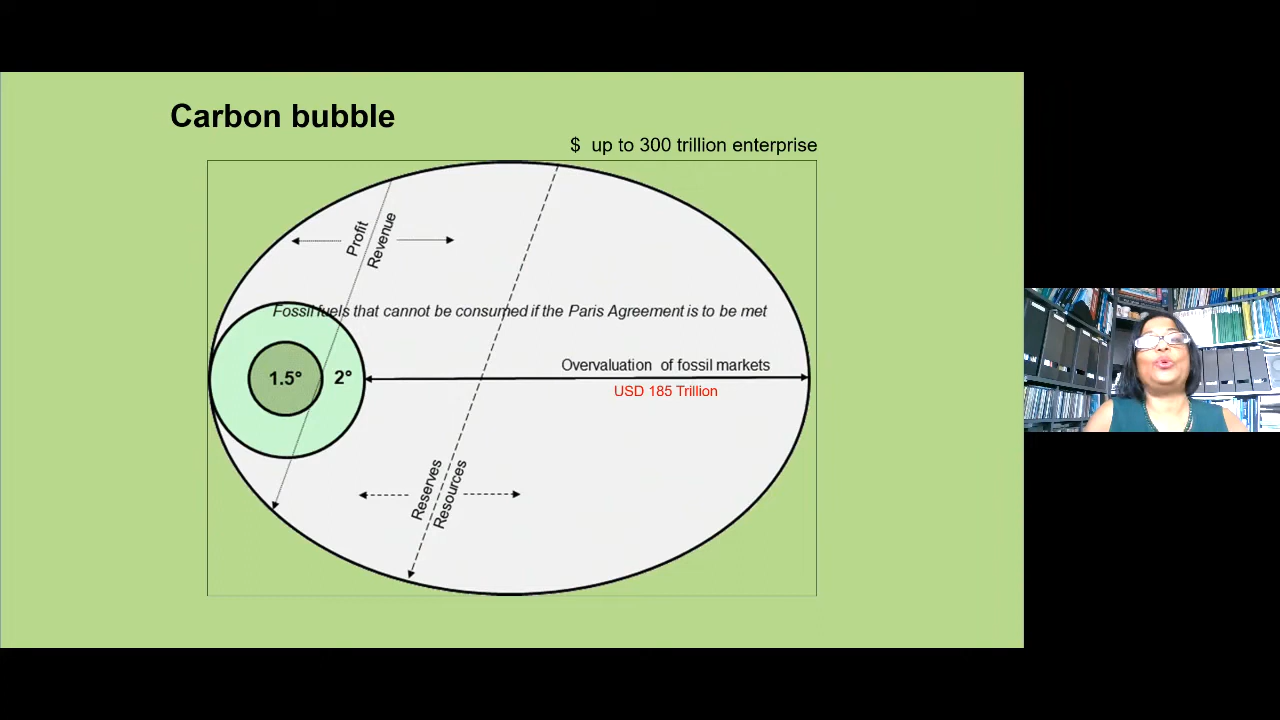 Carbon bubble
$ up to 300 trillion enterprise
Profit
Revenue
Fossil fuels that cannot be consumed if the Paris Agreement is to be met
Overvaluation of fossil markets
1.5°
2°
USD 185 Trillion
Reserves
Resources